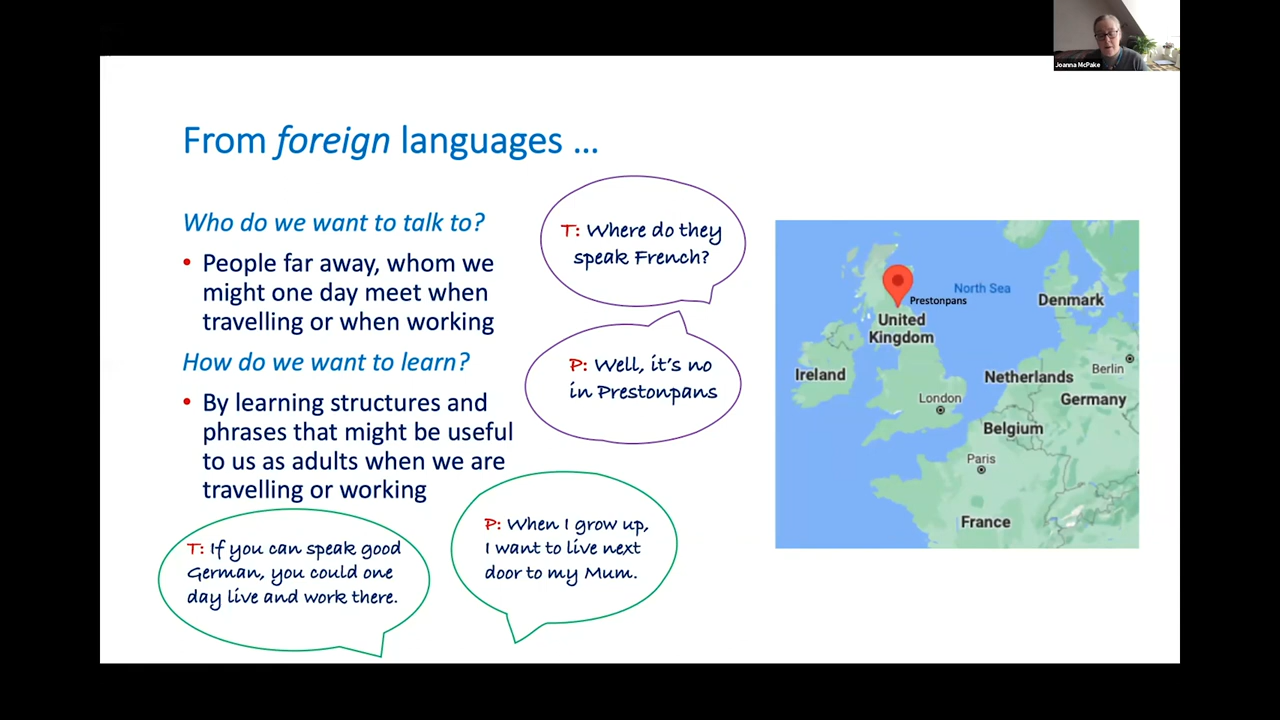 Joanna McPake
From foreign languages ...
Who do we want to talk to?
• People far away, whom we
might one day meet when
travelling or when working
How do we want to learn?
• By learning structures and
phrases that might be useful
to us as adults when we are
travelling or working
T: Where do they
speak French?
P: Well, it's no
in Prestonpans
T: If you can speak good
German, you could one
day live and work there.
P: When I grow up,
I want to live next
door to my Mum.
North Sea
Prestonpans
Denmark
United
Kingdom
Ireland
Netherlands
Berlin
Germany
London
Belgium
Paris
France